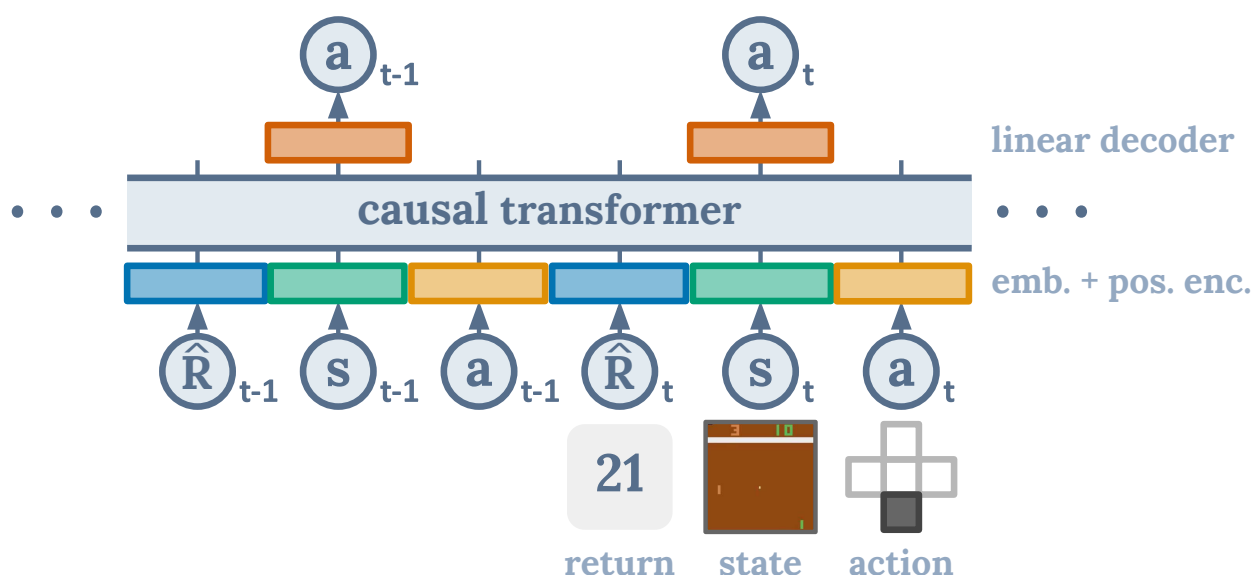 a t-1 a t
linear decoder
• • • causal transformer • • •
emb. + pos. enc.
R̂ t-1 s t-1 a t-1 R̂ t s t a t
3 10
21
return state action